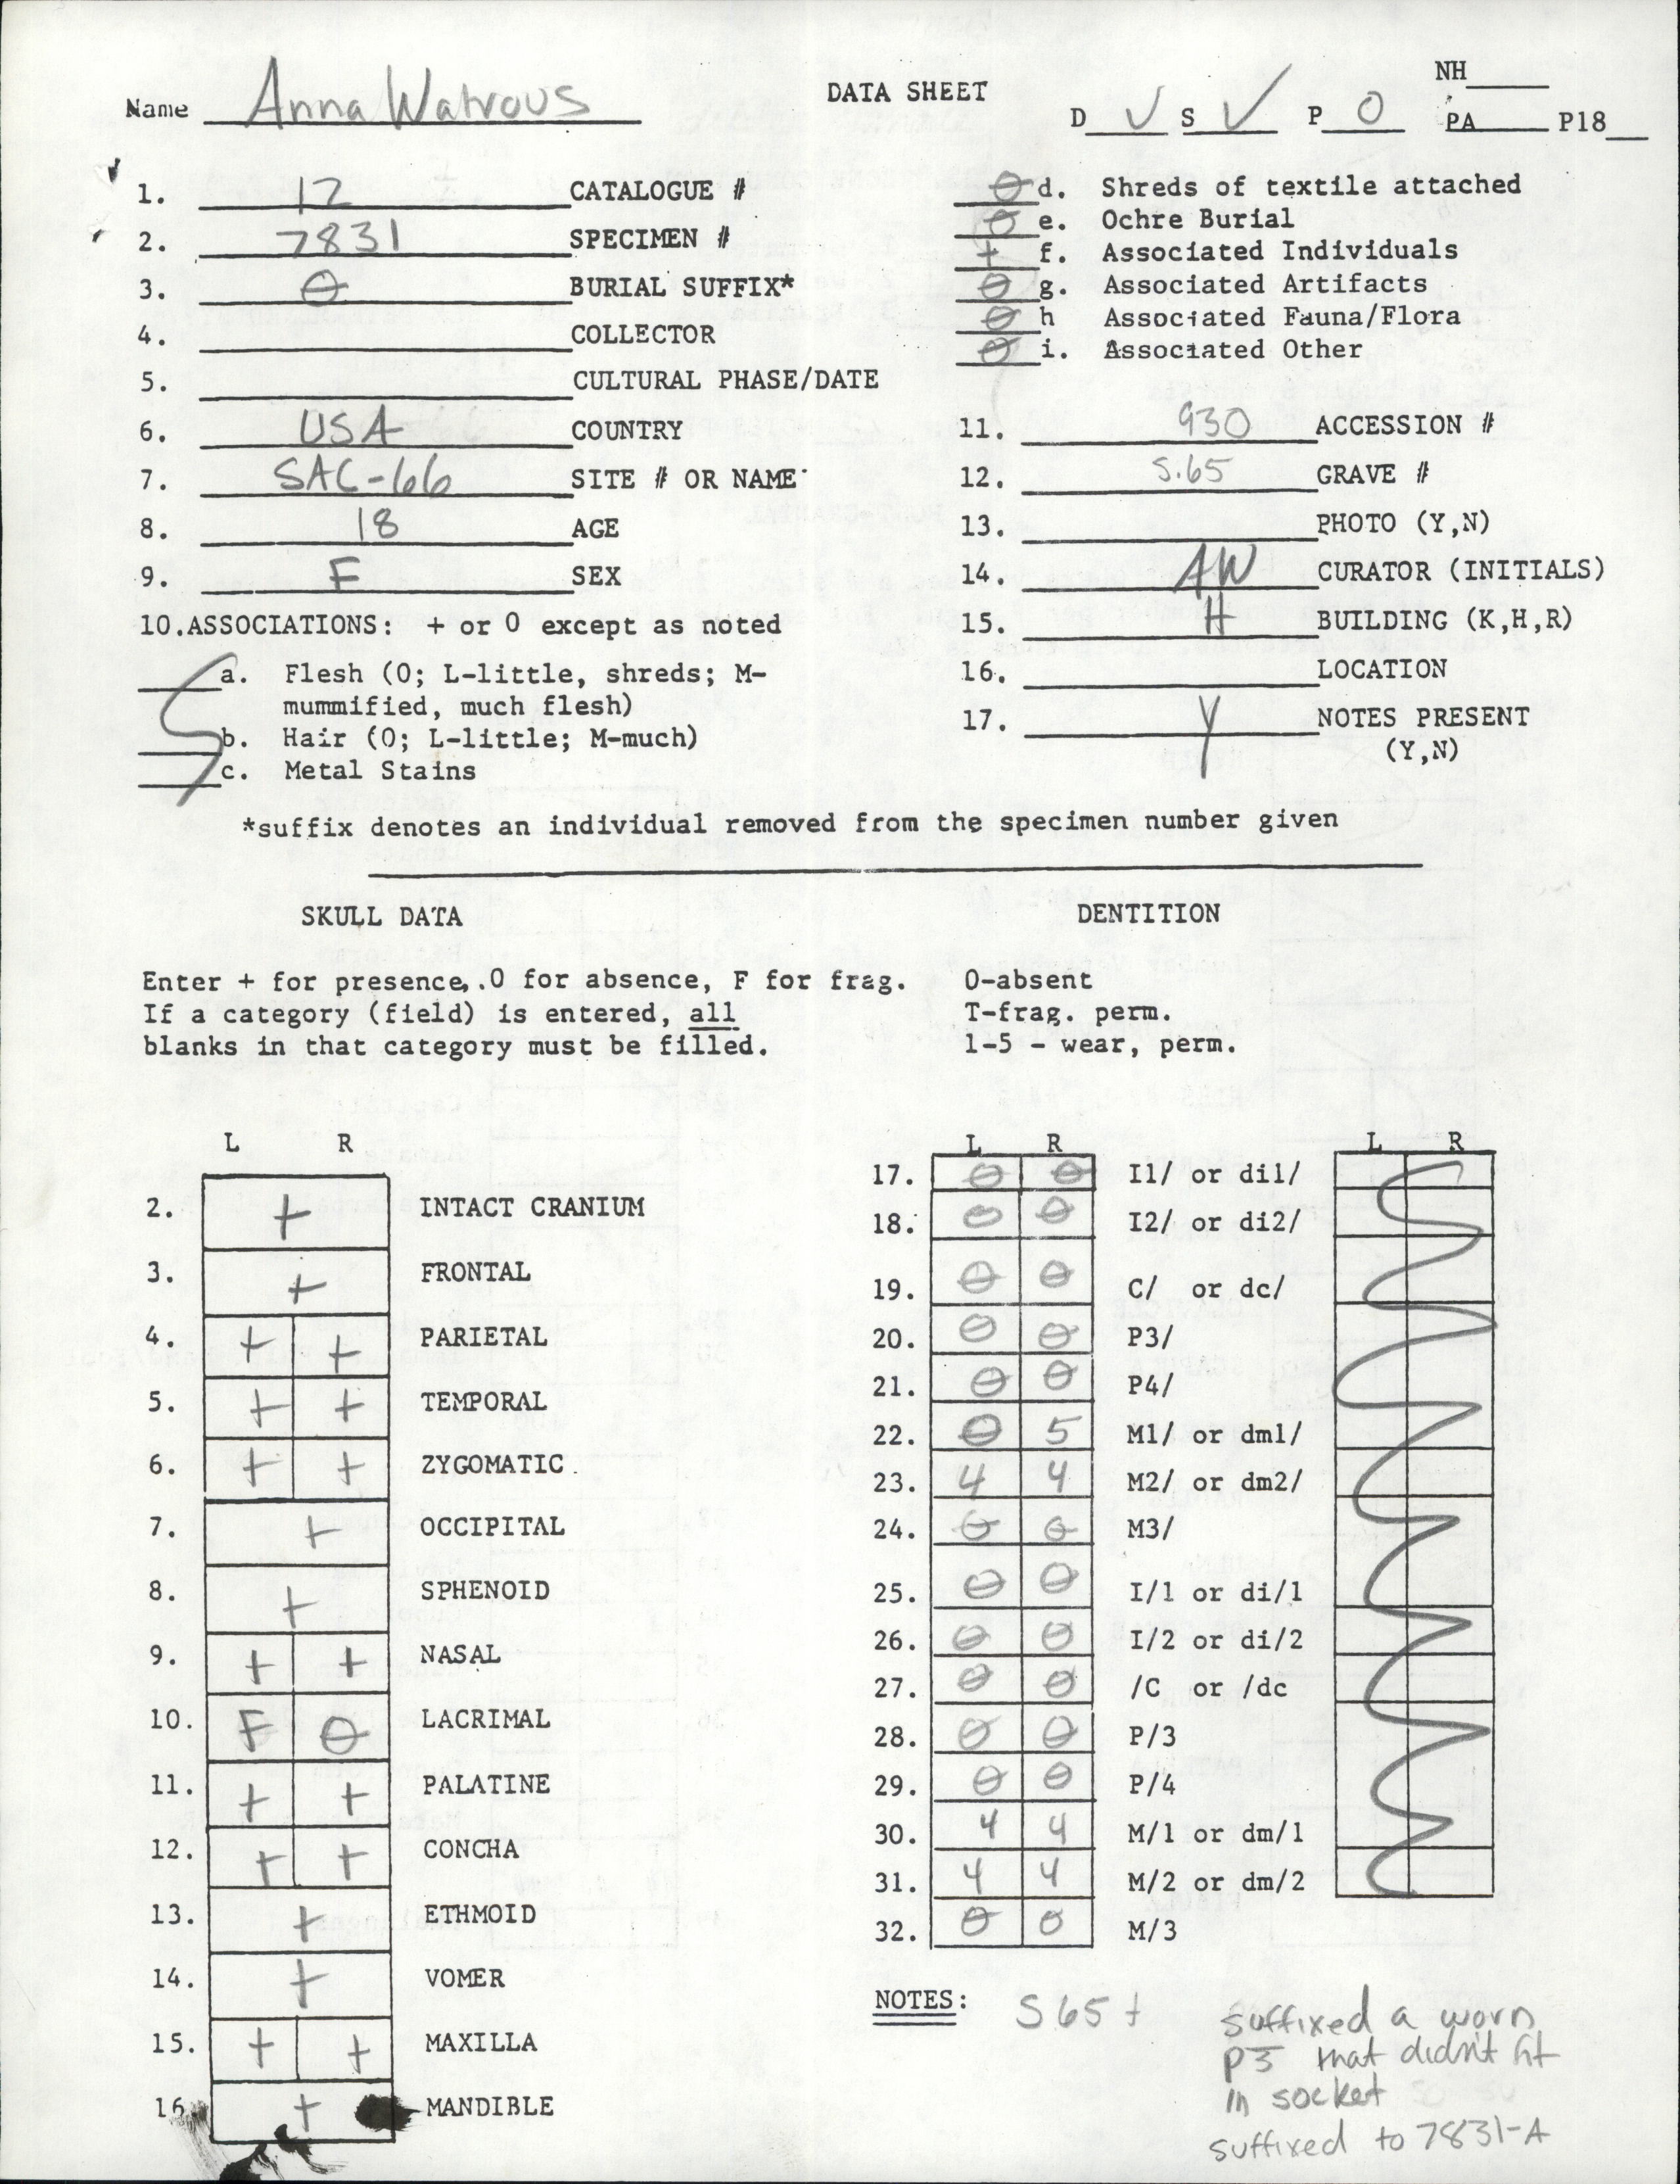 DATA SHEET
NH____
Name Anna Watrous
D √ S √ P 0 PA____ P18__
1. 12 CATALOGUE #
2. 7831 SPECIMEN #
3. 0 BURIAL SUFFIX*
4. COLLECTOR
5. CULTURAL PHASE/DATE
6. USA COUNTRY
7. SAC-66 SITE # OR NAME
8. 18 AGE
9. F SEX
10. ASSOCIATIONS: + or 0 except as noted
a. Flesh (0; L-little, shreds; M-
mummified, much flesh)
b. Hair (0; L-little; M-much)
c. Metal Stains
0 d. Shreds of textile attached
0 e. Ochre Burial
+ f. Associated Individuals
0 g. Associated Artifacts
0 h Associated Fauna/Flora
0 i. Associated Other
11. 930 ACCESSION #
12. S.65 GRAVE #
13. PHOTO (Y,N)
14. AW CURATOR (INITIALS)
15. H BUILDING (K,H,R)
16. LOCATION
17. Y NOTES PRESENT
(Y,N)
*suffix denotes an individual removed from the specimen number given
SKULL DATA
Enter + for presence, .0 for absence, F for frag.
If a category (field) is entered, all
blanks in that category must be filled.
L R
2. + INTACT CRANIUM
3. + FRONTAL
4. + + PARIETAL
5. + + TEMPORAL
6. + + ZYGOMATIC.
7. + OCCIPITAL
8. + SPHENOID
9. + + NASAL
10. F 0 LACRIMAL
11. + + PALATINE
12. + + CONCHA
13. + ETHMOID
14. + VOMER
15. + + MAXILLA
16. + MANDIBLE
DENTITION
0-absent
T-frag. perm.
1-5 - wear, perm.
L R L R
17. 0 0 I1/ or di1/
18. 0 0 I2/ or di2/
19. 0 0 C/ or dc/
20. 0 0 P3/
21. 0 0 P4/
22. 0 5 M1/ or dm1/
23. 4 4 M2/ or dm2/
24. 0 0 M3/
25. 0 0 I/1 or di/1
26. 0 0 I/2 or di/2
27. 0 0 /C or /dc
28. 0 0 P/3
29. 0 0 P/4
30. 4 4 M/1 or dm/1
31. 4 4 M/2 or dm/2
32. 0 0 M/3
NOTES: S65+
suffixed a worn
P3 that didn't fit
in socket
suffixed to 7831-A